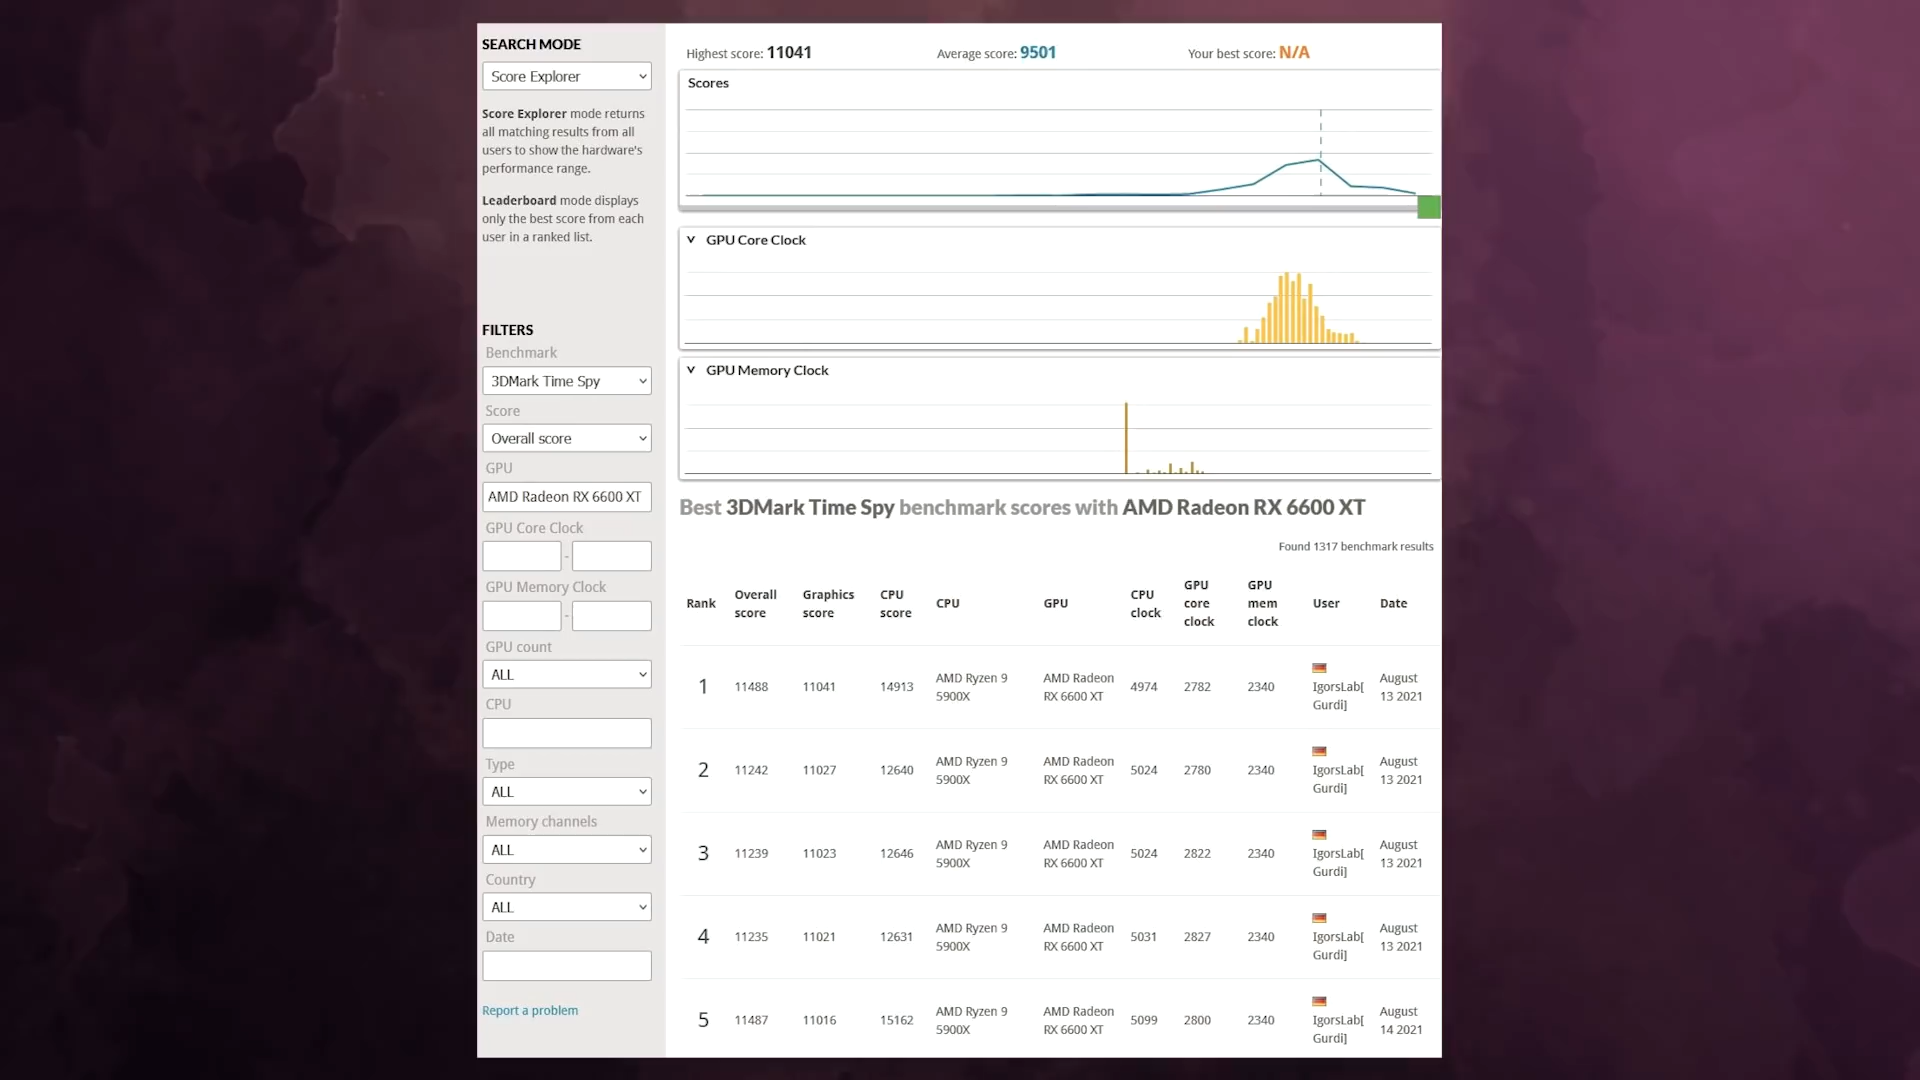 SEARCH MODE
Score Explorer
Score Explorer mode returns
all matching results from all
users to show the hardware's
performance range.
Leaderboard mode displays
only the best score from each
user in a ranked list.
FILTERS
Benchmark
3DMark Time Spy
Score
Overall score
GPU
AMD Radeon RX 6600 XT
GPU Core Clock
-
GPU Memory Clock
-
GPU count
ALL
CPU
Type
ALL
Memory channels
ALL
Country
ALL
Date
Report a problem
Highest score: 11041 Average score: 9501 Your best score: N/A
Scores
GPU Core Clock
GPU Memory Clock
Best 3DMark Time Spy benchmark scores with AMD Radeon RX 6600 XT
Found 1317 benchmark results
Rank Overall score Graphics score CPU score CPU GPU CPU clock GPU core clock GPU mem clock User Date
1 11488 11041 14913 AMD Ryzen 9 5900X AMD Radeon RX 6600 XT 4974 2782 2340 IgorsLab[Gurdi] August 13 2021
2 11242 11027 12640 AMD Ryzen 9 5900X AMD Radeon RX 6600 XT 5024 2780 2340 IgorsLab[Gurdi] August 13 2021
3 11239 11023 12646 AMD Ryzen 9 5900X AMD Radeon RX 6600 XT 5024 2822 2340 IgorsLab[Gurdi] August 13 2021
4 11235 11021 12631 AMD Ryzen 9 5900X AMD Radeon RX 6600 XT 5031 2827 2340 IgorsLab[Gurdi] August 13 2021
5 11487 11016 15162 AMD Ryzen 9 5900X AMD Radeon RX 6600 XT 5099 2800 2340 IgorsLab[Gurdi] August 14 2021